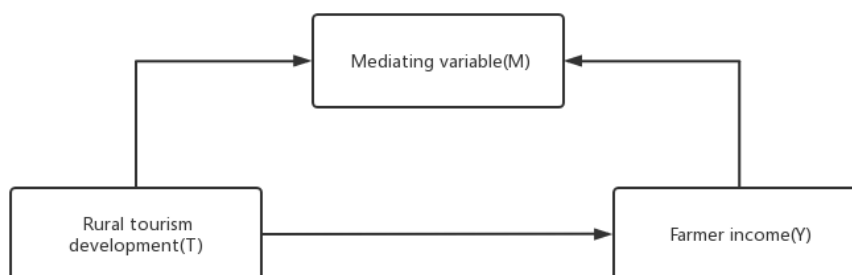 Mediating variable(M)
Rural tourism
development(T)
Farmer income(Y)